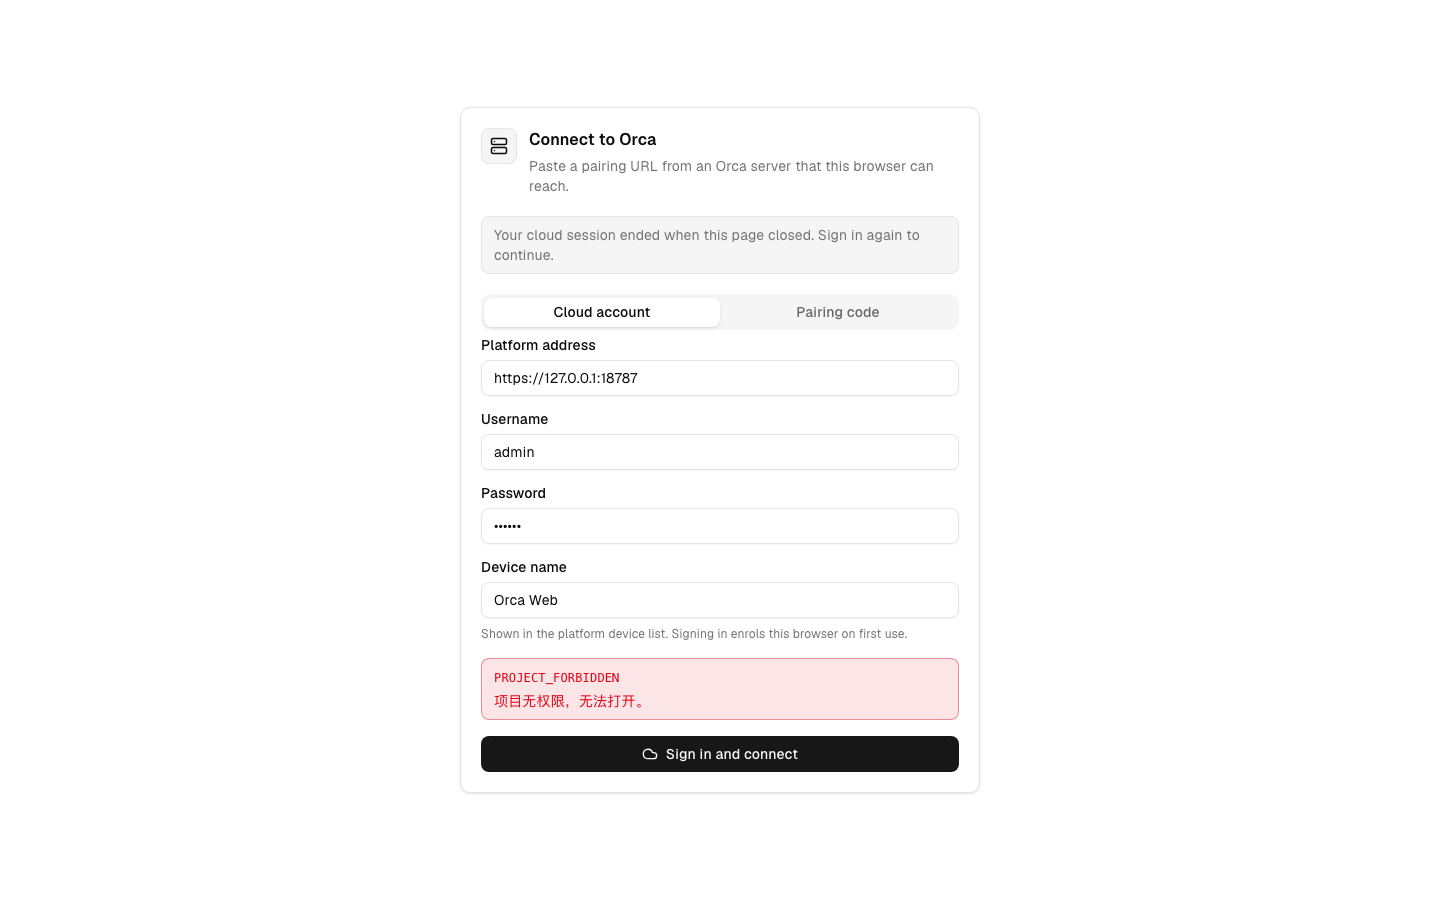 Connect to Orca
Paste a pairing URL from an Orca server that this browser can
reach.
Your cloud session ended when this page closed. Sign in again to
continue.
Cloud account
Pairing code
Platform address
https://127.0.0.1:18787
Username
admin
Password
••••••
Device name
Orca Web
Shown in the platform device list. Signing in enrols this browser on first use.
PROJECT_FORBIDDEN
项目无权限，无法打开。
Sign in and connect